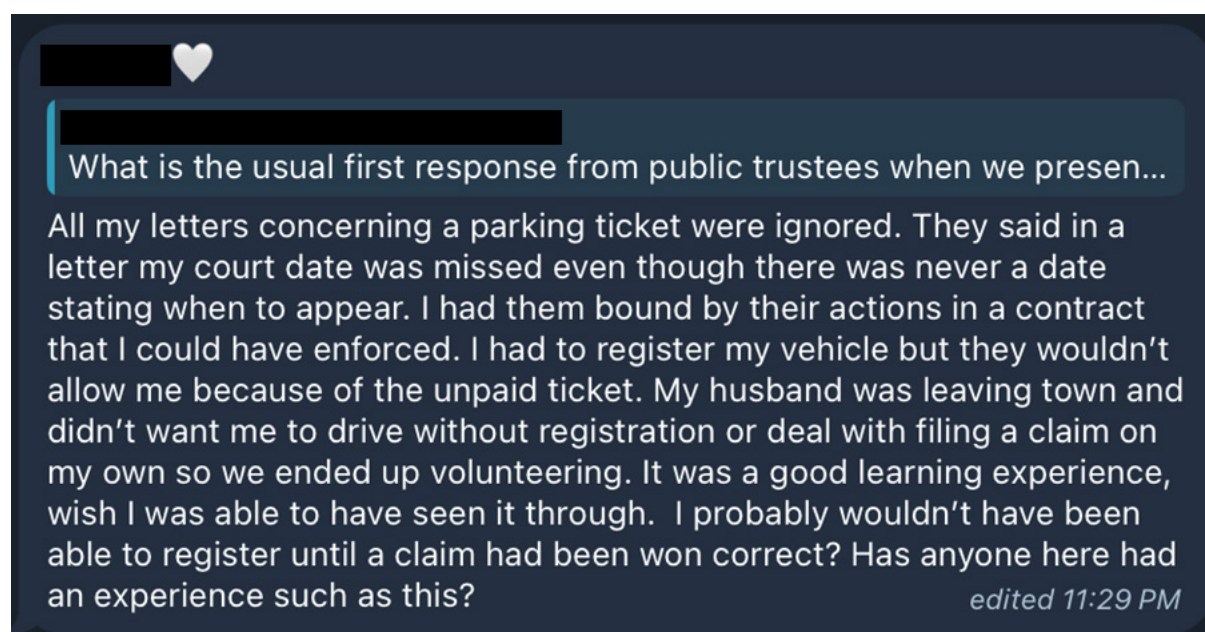 🤍
What is the usual first response from public trustees when we presen...
All my letters concerning a parking ticket were ignored. They said in a
letter my court date was missed even though there was never a date
stating when to appear. I had them bound by their actions in a contract
that I could have enforced. I had to register my vehicle but they wouldn’t
allow me because of the unpaid ticket. My husband was leaving town and
didn’t want me to drive without registration or deal with filing a claim on
my own so we ended up volunteering. It was a good learning experience,
wish I was able to have seen it through.  I probably wouldn’t have been
able to register until a claim had been won correct? Has anyone here had
an experience such as this?
edited 11:29 PM